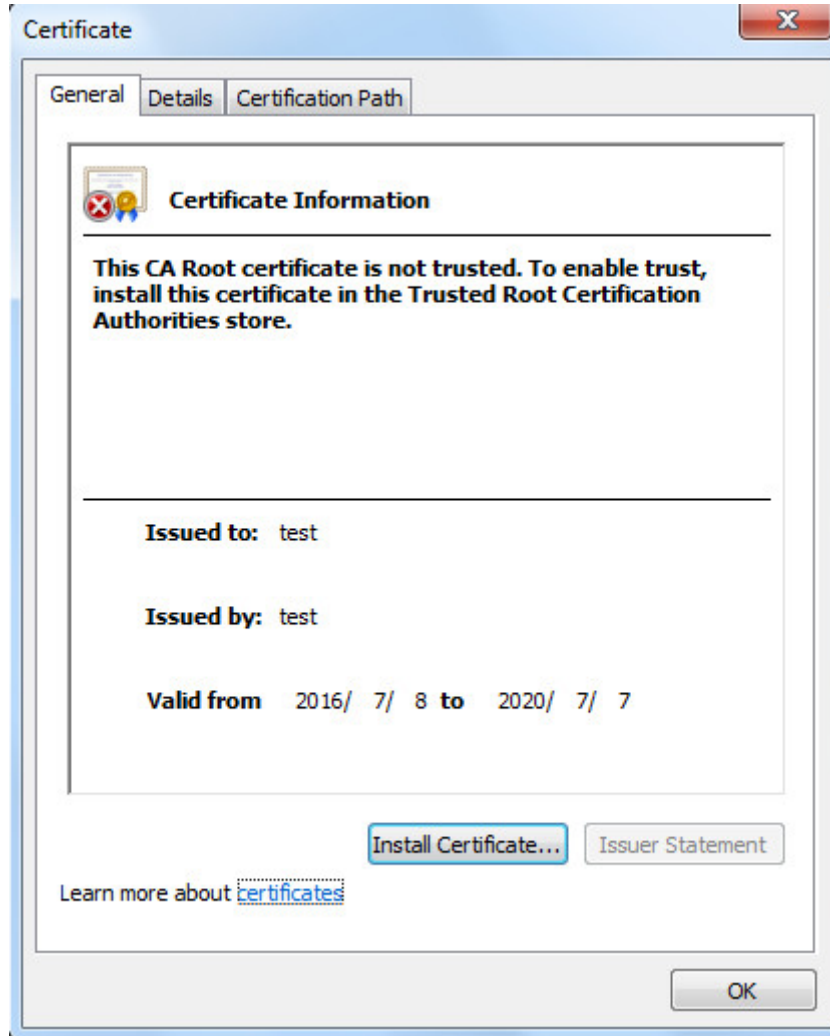 Certificate
General Details Certification Path
Certificate Information
This CA Root certificate is not trusted. To enable trust,
install this certificate in the Trusted Root Certification
Authorities store.
Issued to: test
Issued by: test
Valid from 2016/ 7/ 8 to 2020/ 7/ 7
Install Certificate... Issuer Statement
Learn more about certificates
OK